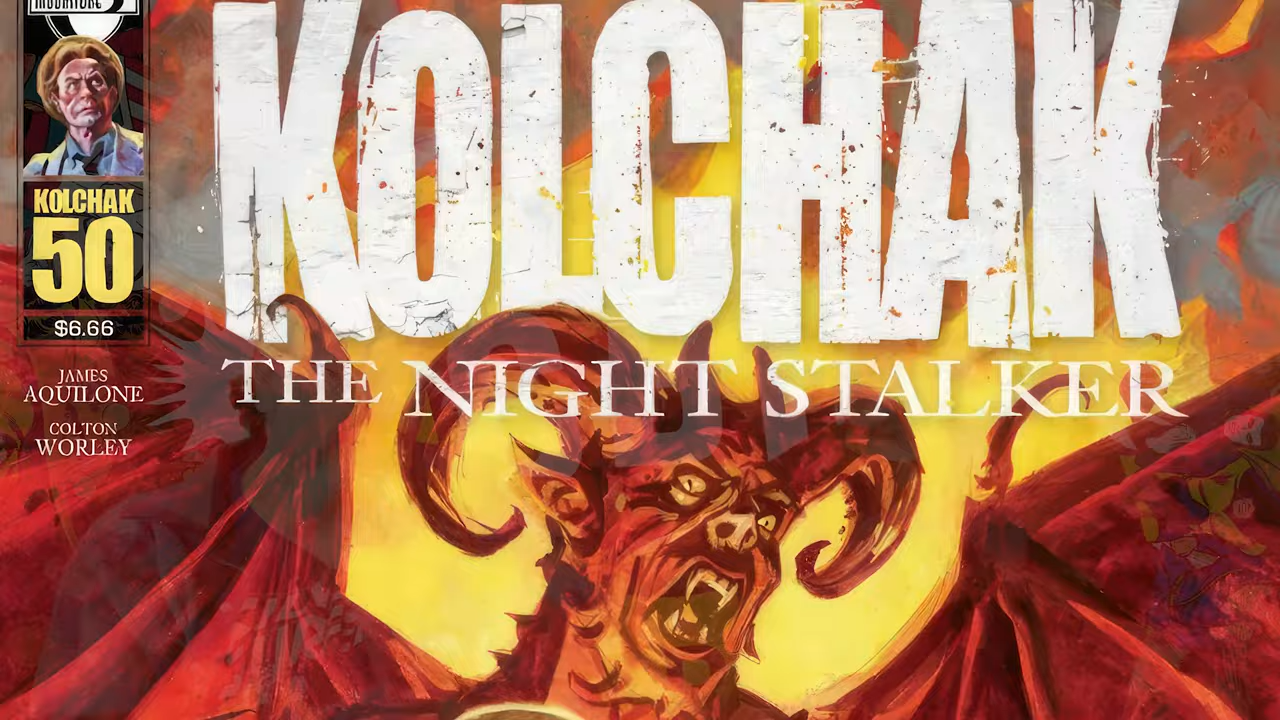 KOLCHAK
THE NIGHT STALKER
KOLCHAK
50
$6.66
JAMES
AQUILONE
COLTON
WORLEY